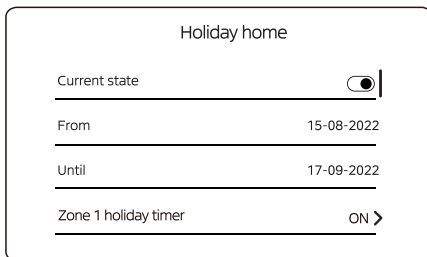 Holiday home
Current state
From 15-08-2022
Until 17-09-2022
Zone 1 holiday timer ON